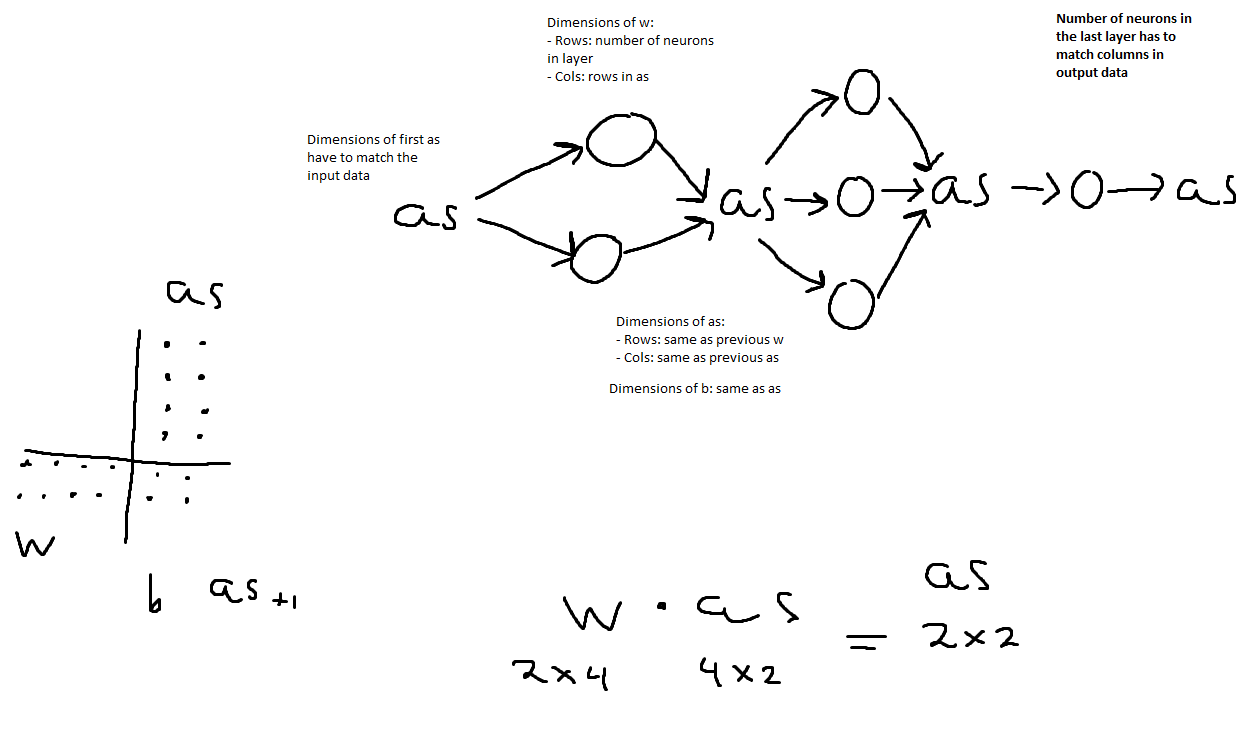 Dimensions of w:
- Rows: number of neurons
in layer
- Cols: rows in as
Number of neurons in
the last layer has to
match columns in
output data
Dimensions of first as
have to match the
input data
as
as
as
as
Dimensions of as:
- Rows: same as previous w
- Cols: same as previous as
Dimensions of b: same as as
as
w
b as +1
w · as = as
2x4 4x2 2x2